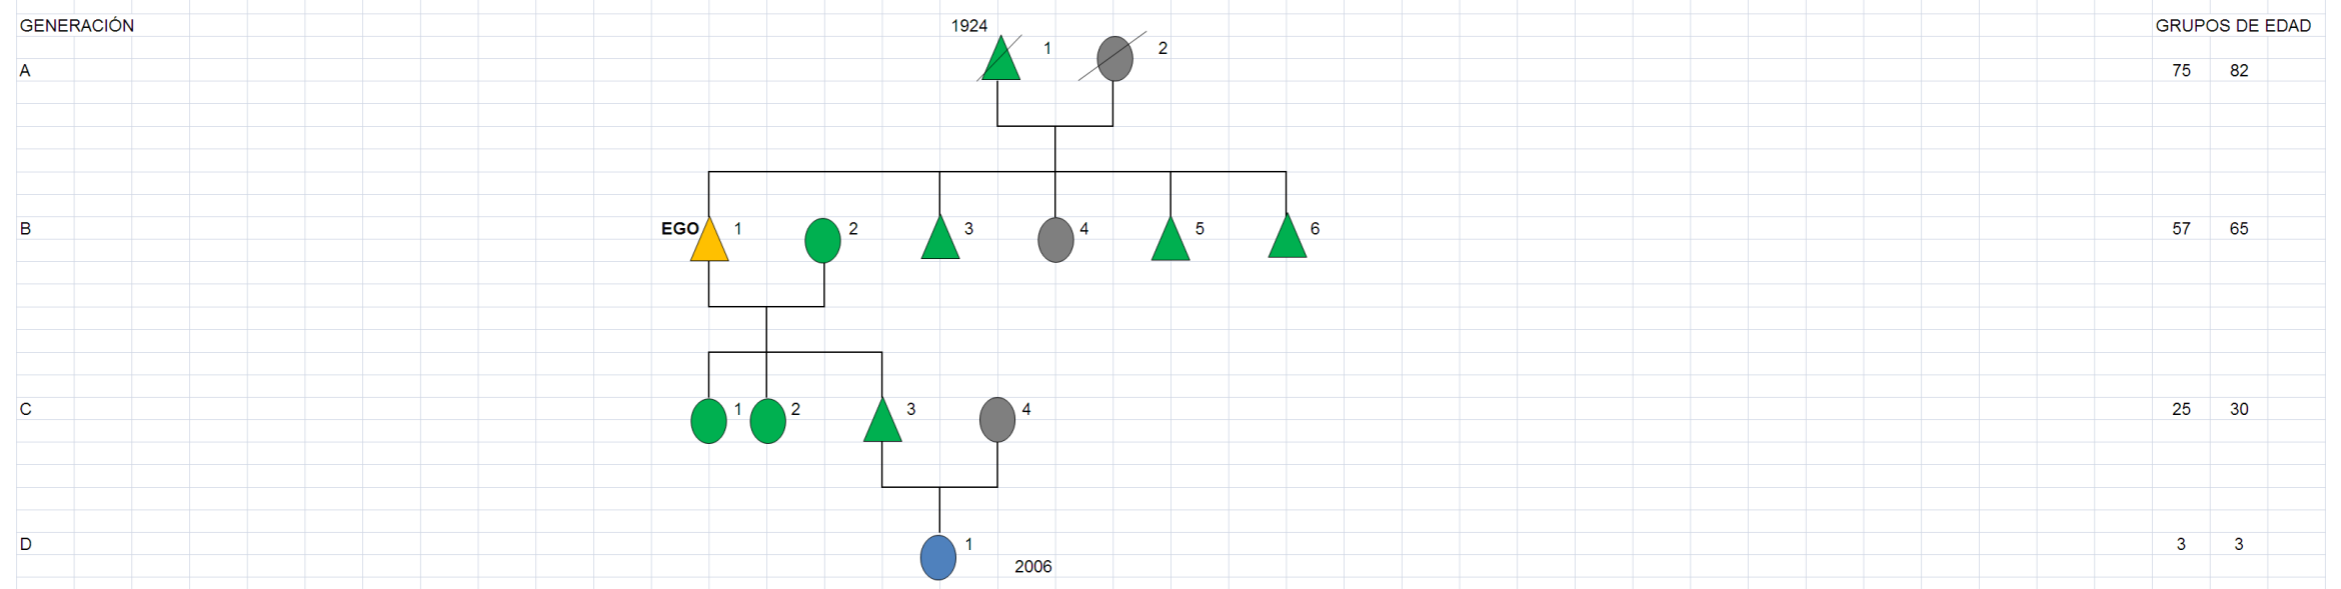 GENERACIÓN 1924 GRUPOS DE EDAD
1 2
A 75 82
B EGO 1 2 3 4 5 6 57 65
C 1 2 3 4 25 30
D 1 3 3
2006